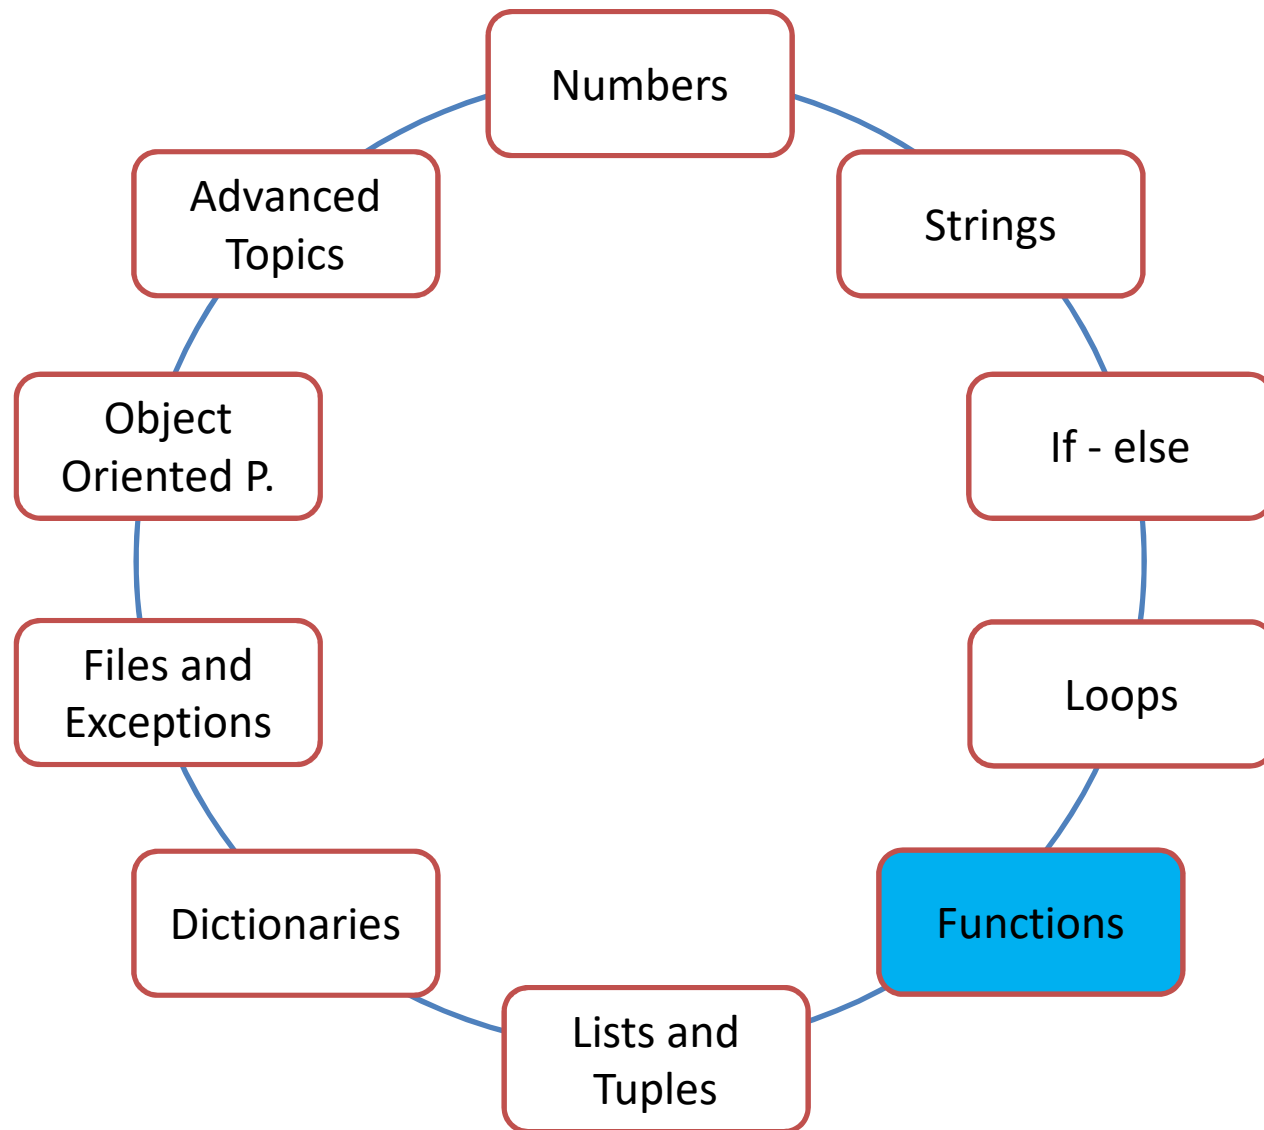 Numbers
Strings
If - else
Loops
Functions
Lists and
Tuples
Dictionaries
Files and
Exceptions
Object
Oriented P.
Advanced
Topics